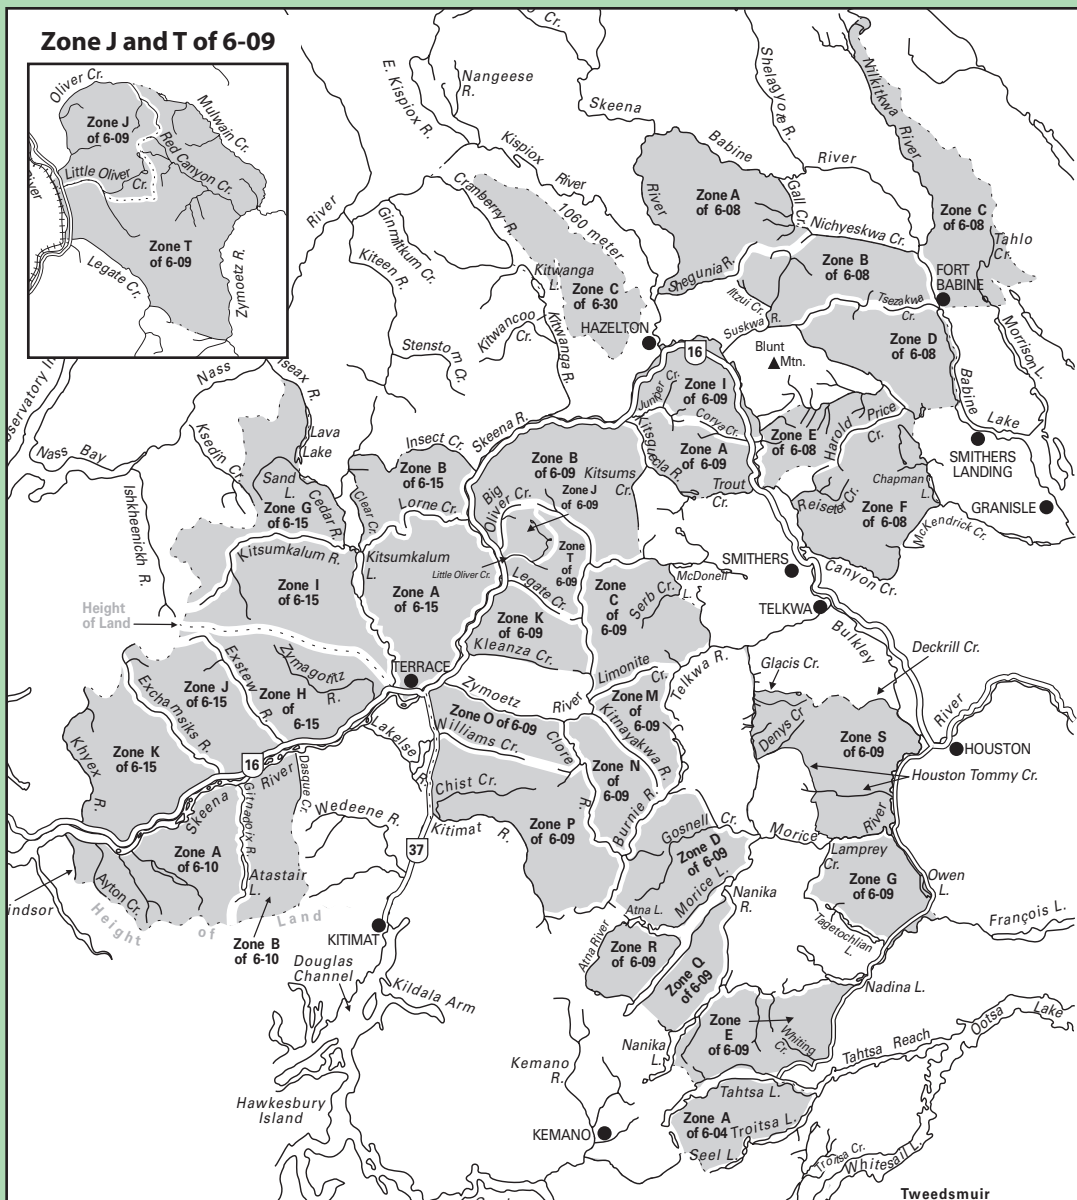 Zone J and T of 6-09
Oliver Cr.
Mulwain Cr.
Zone J
of 6-09
Red Canyon Cr.
Little Oliver
Cr.
Zone T
of 6-09
Legate Cr.
Zymoetz R.
Cr.
Nangeese
R.
E. Kispiox R.
Skeena
Shelagyote R.
Nilkitkwa River
Kispiox
River
Babine
River
River
Cranberry R.
1060 meter
River
Zone A
of 6-08
Gail Cr.
Nichyeskwa Cr.
Zone C
of 6-08
Tahlo
Cr.
Ginmitkum Cr.
Kiteen R.
Kitwanga
L.
Zone C
of 6-30
Shegunia R.
Zone B
of 6-08
FORT
BABINE
Iltzui Cr.
Tsezakwa
Cr.
Kitwancoo
Cr.
Kitwanga R.
HAZELTON
Suskwa R.
Stenstom
Cr.
16
Blunt
Mtn.
Zone D
of 6-08
Morrison L.
Babine
Lake
Nass
Lava
Lake
Insect Cr.
Skeena R.
Juniper Cr.
Zone I
of 6-09
Corya Cr.
Zone E
of 6-08
Harold
Price
Cr.
Nass Bay
Ksedin Cr.
Sand
L.
Zone G
of 6-15
Cedar R.
Clear Cr.
Zone B
of 6-15
Lorne Cr.
Zone B
of 6-09
Kitsums
Cr.
Big
Oliver Cr.
Zone J
of 6-09
Kitsguecla R.
Zone A
of 6-09
Trout
Cr.
SMITHERS
LANDING
Chapman
L.
GRANISLE
Reiseter Cr.
Zone F
of 6-08
McKendrick Cr.
Ishkheenickh R.
Kitsumkalum R.
Kitsumkalum
L.
Little Oliver Cr.
Zone
T
of
6-09
Legate Cr.
SMITHERS
Canyon Cr.
Zone I
of 6-15
Zone A
of 6-15
Zone
C
of
6-09
McDonell
L.
Serb Cr.
TELKWA
Height
of Land
Zone K
of 6-09
Kleanza Cr.
Bulkley
Deckrill Cr.
Zymagotitz
R.
Exstew
R.
TERRACE
Limonite
Cr.
Telkwa R.
Glacis Cr.
Zone J
of 6-15
Zone H
of
6-15
Exchamsiks R.
Zymoetz
River
Zone M
of
6-09
Kitnayakwa R.
Denys Cr
Zone S
of 6-09
River
HOUSTON
Zone O of 6-09
Williams Cr.
Clore
R.
Zone K
of 6-15
Khyex
R.
Lakelse
R.
Zone N
of
6-09
Houston Tommy Cr.
16
River
Skeena
Gitnadoix R.
Dasque Cr.
Chist Cr.
Burnie R.
River
Wedeene R.
Kitimat R.
Zone P
of 6-09
Gosnell
Cr.
Morice
37
Zone A
of 6-10
Zone D
of 6-09
Lamprey
Cr.
Ayton Cr.
Atastair
L.
Morice L.
Zone G
of 6-09
Owen
L.
Nanika
R.
Height of Land
Atna L.
François L.
KITIMAT
Tagetochlian
L.
Zone B
of 6-10
Atna River
Zone R
of 6-09
Zone Q
of 6-09
Douglas
Channel
Nadina L.
Kildala Arm
Zone
E
of 6-09
Whiting
Cr.
Ootsa
Lake
Nanika
L.
Tahtsa Reach
Kemano
R.
Hawkesbury
Island
Tahtsa L.
Zone A
of 6-04
Troitsa L.
KEMANO
Seel L.
Troitsa Cr.
Whitesail L.
Tweedsmuir